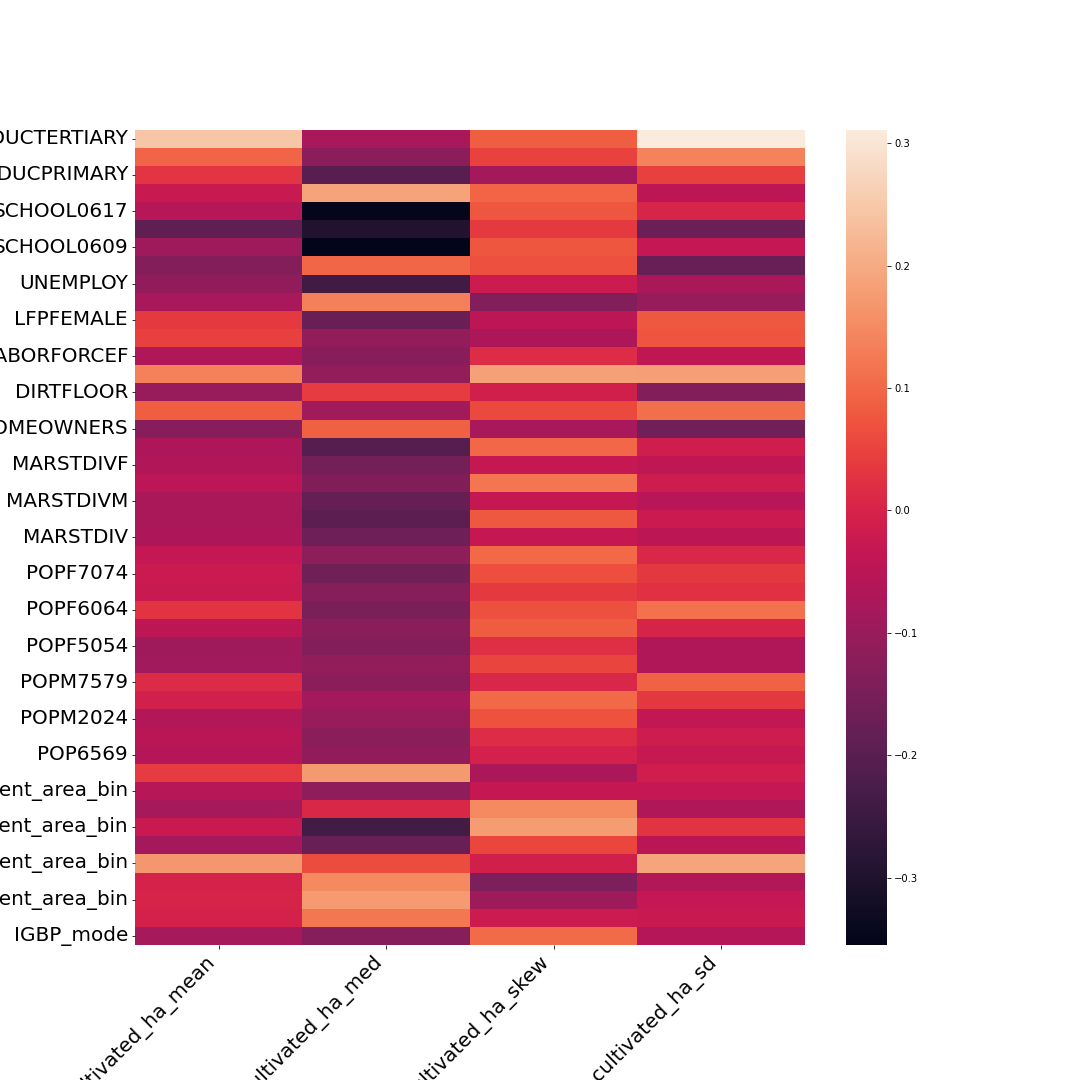 DUCTERTIARY
DUCPRIMARY
SCHOOL0617
SCHOOL0609
UNEMPLOY
LFPFEMALE
ABORFORCEF
DIRTFLOOR
OMEOWNERS
MARSTDIVF
MARSTDIVM
MARSTDIV
POPF7074
POPF6064
POPF5054
POPM7579
POPM2024
POP6569
ent_area_bin
ent_area_bin
ent_area_bin
ent_area_bin
IGBP_mode
ltivated_ha_mean
ultivated_ha_med
ltivated_ha_skew
cultivated_ha_sd
0.3
0.2
0.1
0.0
−0.1
−0.2
−0.3